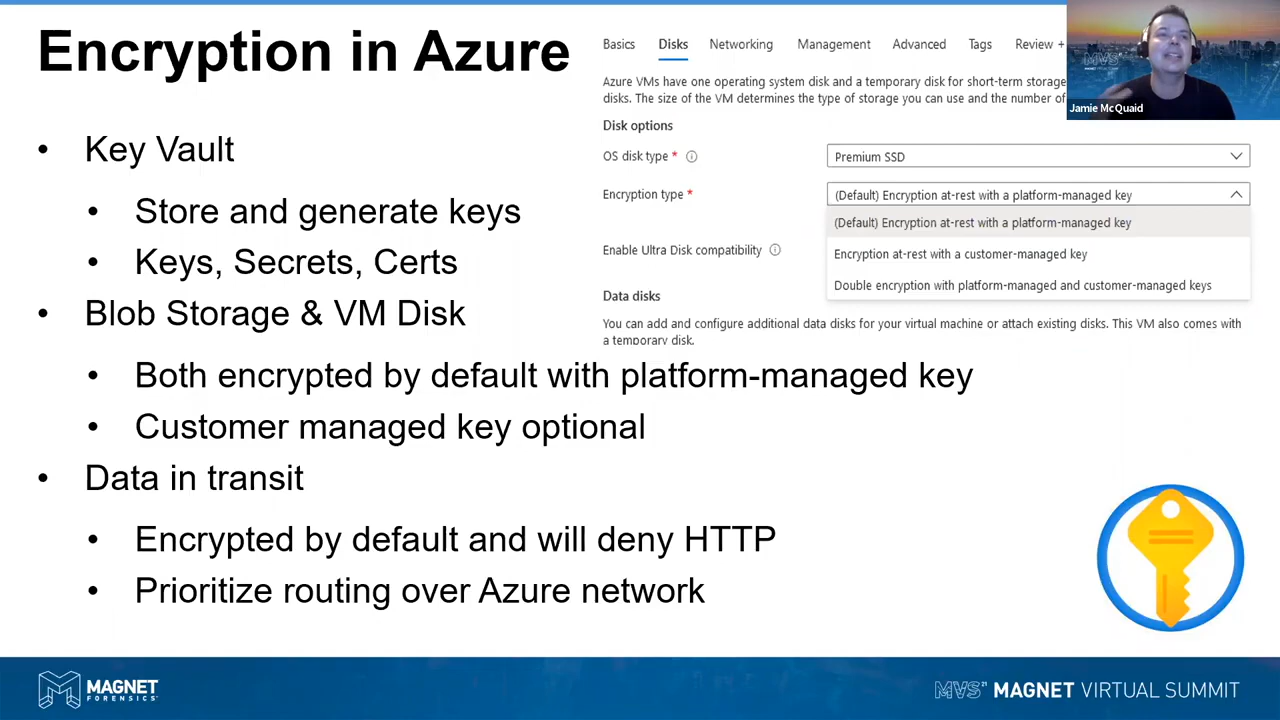 Encryption in Azure
• Key Vault
• Store and generate keys
• Keys, Secrets, Certs
• Blob Storage & VM Disk
• Both encrypted by default with platform-managed key
• Customer managed key optional
• Data in transit
• Encrypted by default and will deny HTTP
• Prioritize routing over Azure network
Basics Disks Networking Management Advanced Tags Review +
Azure VMs have one operating system disk and a temporary disk for short-term storage
disks. The size of the VM determines the type of storage you can use and the number of
Disk options
OS disk type * Premium SSD
Encryption type * (Default) Encryption at-rest with a platform-managed key
(Default) Encryption at-rest with a platform-managed key
Encryption at-rest with a customer-managed key
Double encryption with platform-managed and customer-managed keys
Enable Ultra Disk compatibility
Data disks
You can add and configure additional data disks for your virtual machine or attach existing disks. This VM also comes with
a temporary disk.
MVS
Jamie McQuaid
MAGNET
FORENSICS
MVS21 MAGNET VIRTUAL SUMMIT